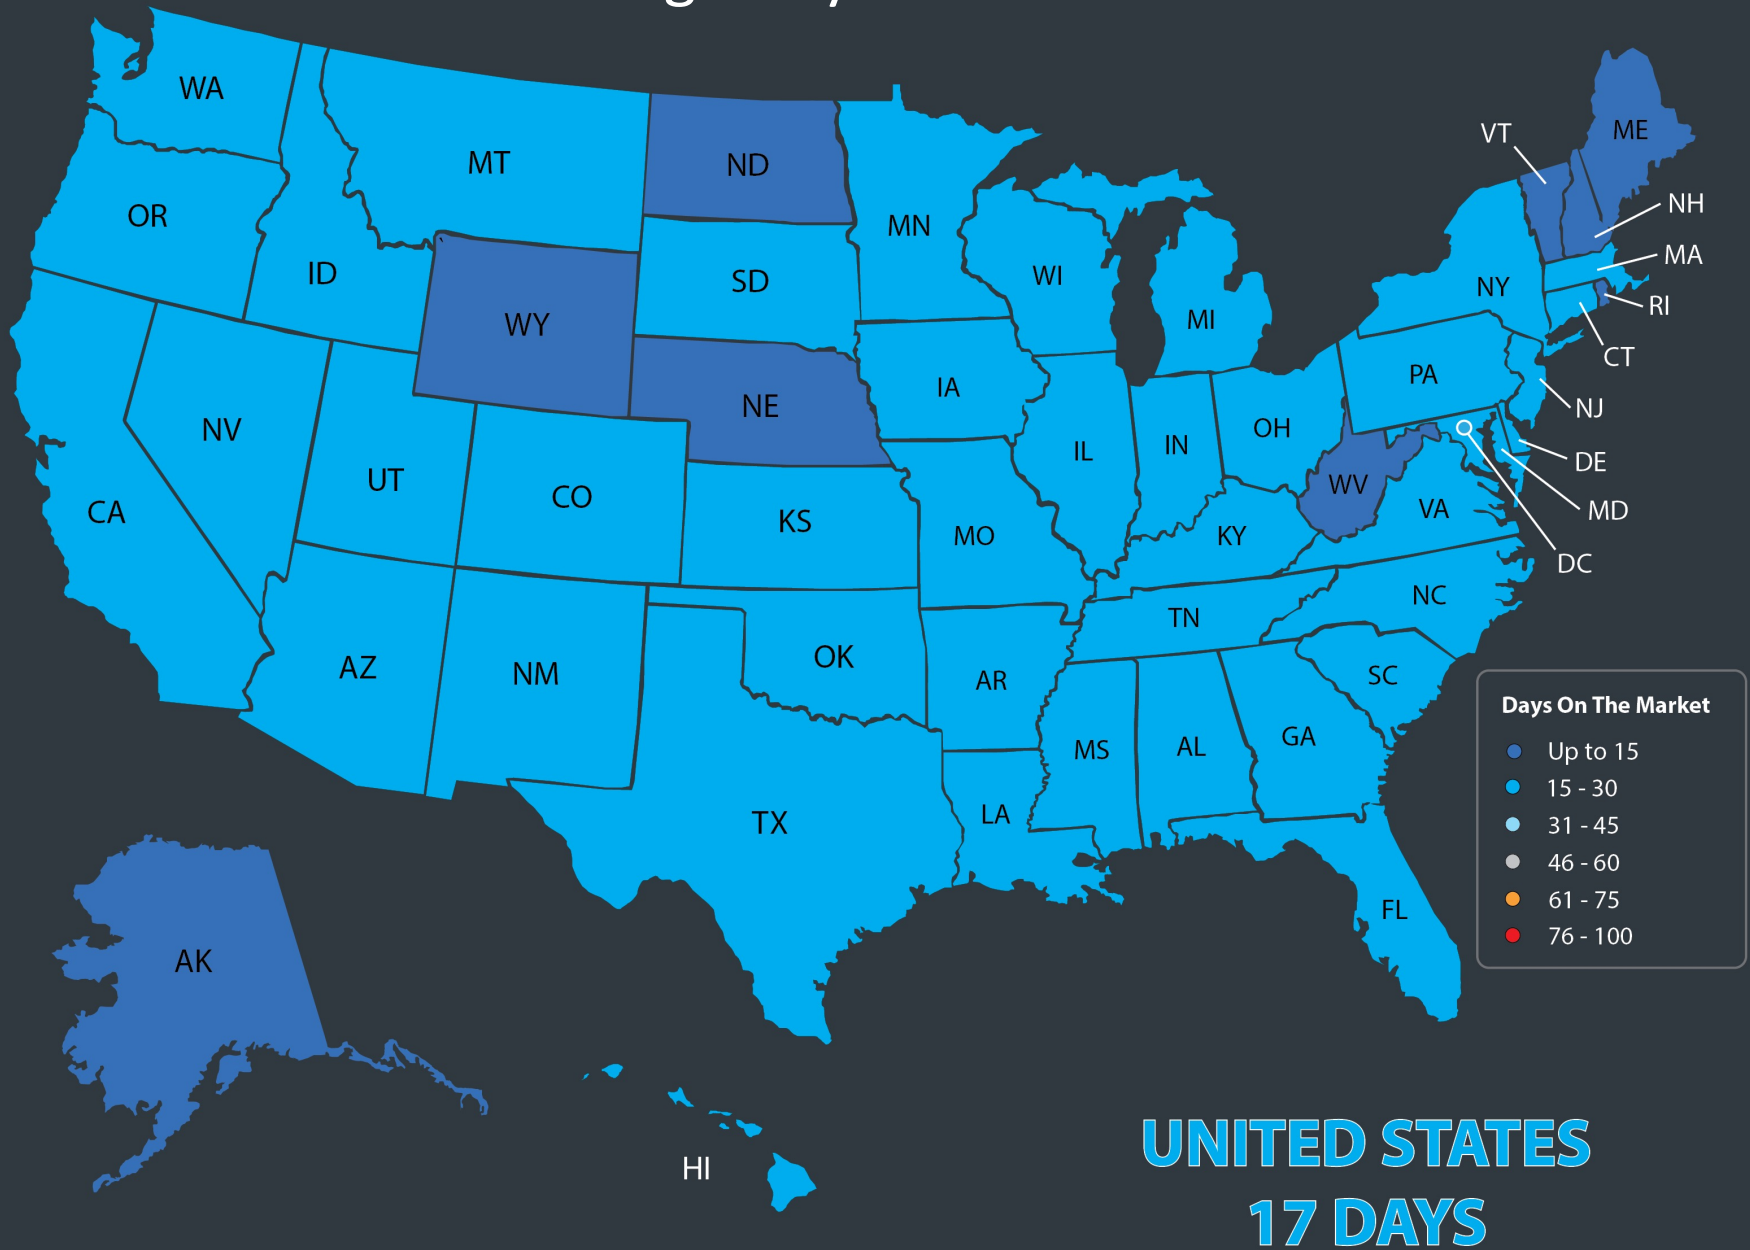 WA
MT
ND
VT
ME
OR
MN
NH
ID
SD
WI
MA
NY
RI
WY
MI
CT
PA
NE
IA
NJ
NV
OH
IL
IN
DE
UT
CO
WV
CA
KS
VA
MD
MO
KY
DC
NC
TN
OK
AZ
NM
AR
SC
GA
MS
AL
LA
TX
FL
AK
HI
Days On The Market
Up to 15
15 - 30
31 - 45
46 - 60
61 - 75
76 - 100
UNITED STATES
17 DAYS